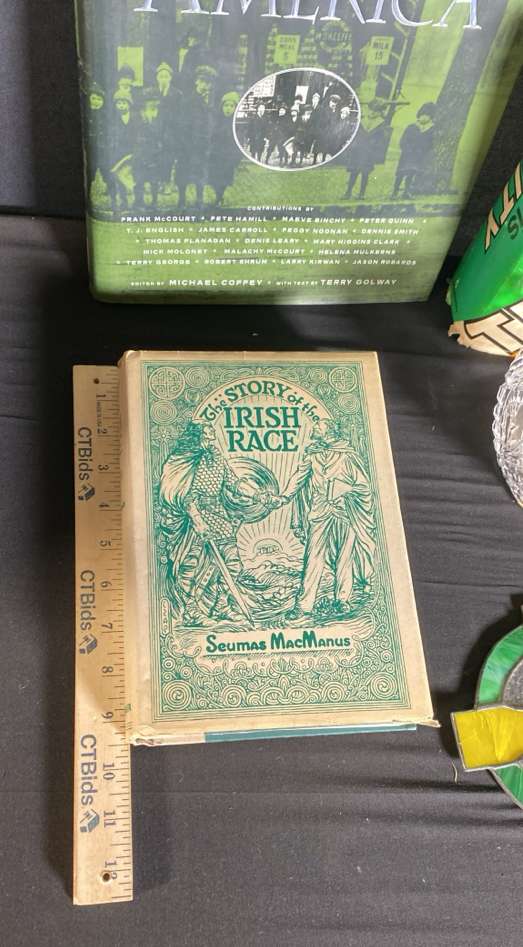 AMERICA
CONTRIBUTIONS BY
FRANK McCOURT • PETE HAMILL • MAEVE BINCHY • PETER QUINN •
T. J. ENGLISH • JAMES CARROLL • PEGGY NOONAN • DENNIS SMITH
• THOMAS FLANAGAN • DENIS LEARY • MARY HIGGINS CLARK •
MICK MOLONEY • MALACHY McCOURT • HELENA MULKERNS
• TERRY GEORGE • ROBERT SHRUM • LARRY KIRWAN • JASON ROBARDS
EDITED BY MICHAEL COFFEY • WITH TEXT BY TERRY GOLWAY
The STORY of the
IRISH
RACE
Seumas MacManus
1 2 3 4 5 6 7 8 9 10 11 12
CTBids
CTBids
CTBids
MILK
15